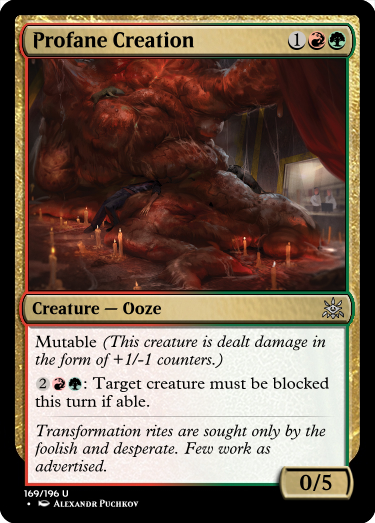 Profane Creation 1
Creature — Ooze
Mutable (This creature is dealt damage in
the form of +1/-1 counters.)
2: Target creature must be blocked
this turn if able.
Transformation rites are sought only by the
foolish and desperate. Few work as
advertised.
0/5
169/196 U
• Alexandr Puchkov